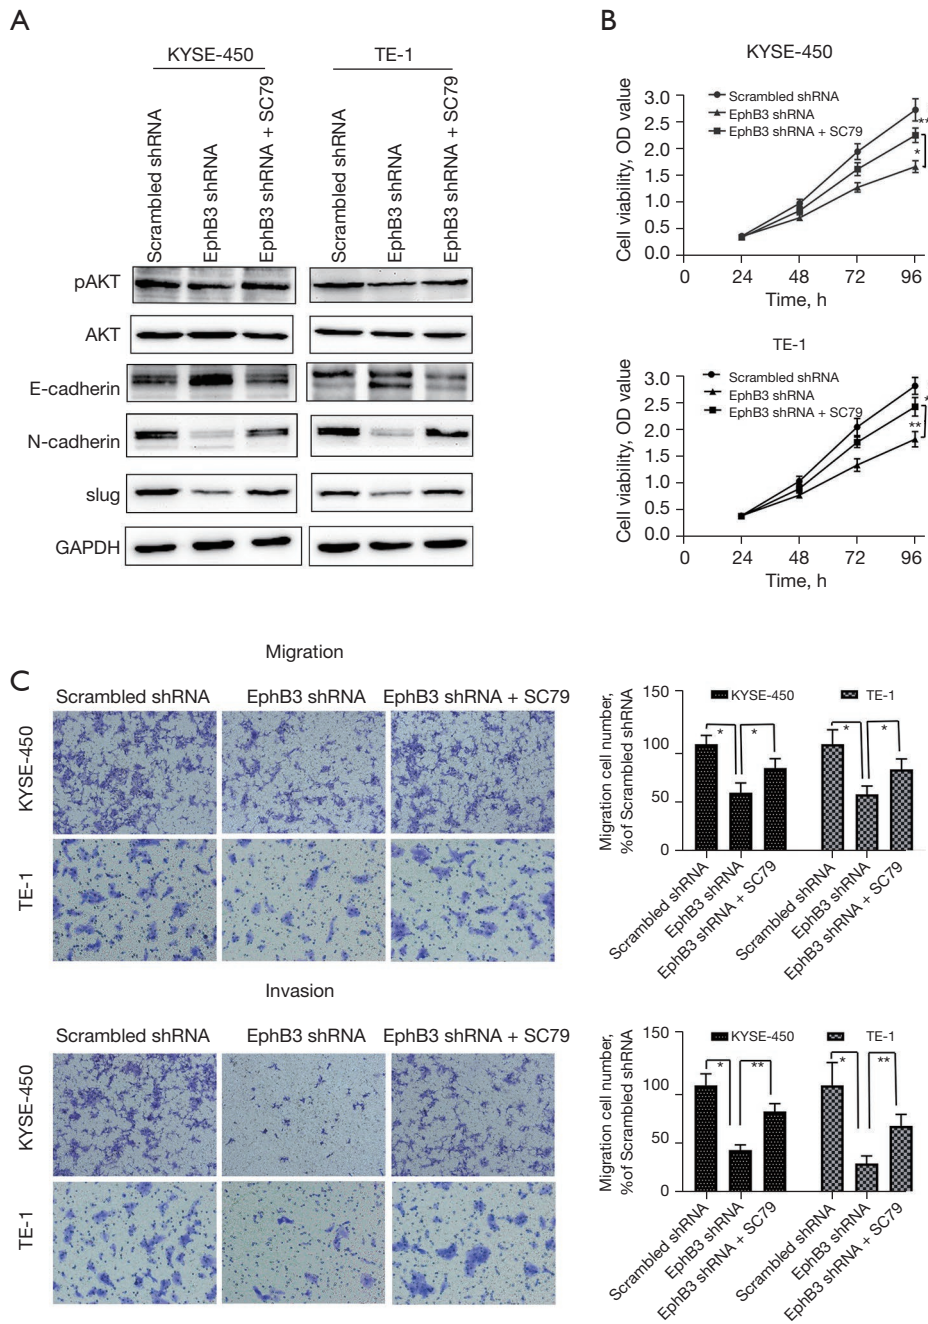 A
KYSE-450
TE-1
Scrambled shRNA
EphB3 shRNA
EphB3 shRNA + SC79
Scrambled shRNA
EphB3 shRNA
EphB3 shRNA + SC79
pAKT
AKT
E-cadherin
N-cadherin
slug
GAPDH
B
KYSE-450
Cell viability, OD value
3.0
2.5
2.0
1.5
1.0
0.5
0.0
Scrambled shRNA
EphB3 shRNA
EphB3 shRNA + SC79
**
*
0 24 48 72 96
Time, h
TE-1
Cell viability, OD value
3.0
2.5
2.0
1.5
1.0
0.5
0.0
Scrambled shRNA
EphB3 shRNA
EphB3 shRNA + SC79
*
**
0 24 48 72 96
Time, h
C
Migration
Scrambled shRNA EphB3 shRNA EphB3 shRNA + SC79
KYSE-450
TE-1
Migration cell number,
%of Scrambled shRNA
150
100
50
0
KYSE-450 TE-1
* * * *
Scrambled shRNA
EphB3 shRNA
EphB3 shRNA + SC79
Scrambled shRNA
EphB3 shRNA
EphB3 shRNA + SC79
Invasion
Scrambled shRNA EphB3 shRNA EphB3 shRNA + SC79
KYSE-450
TE-1
Migration cell number,
%of Scrambled shRNA
150
100
50
0
KYSE-450 TE-1
* ** * **
Scrambled shRNA
EphB3 shRNA
EphB3 shRNA + SC79
Scrambled shRNA
EphB3 shRNA
EphB3 shRNA + SC79